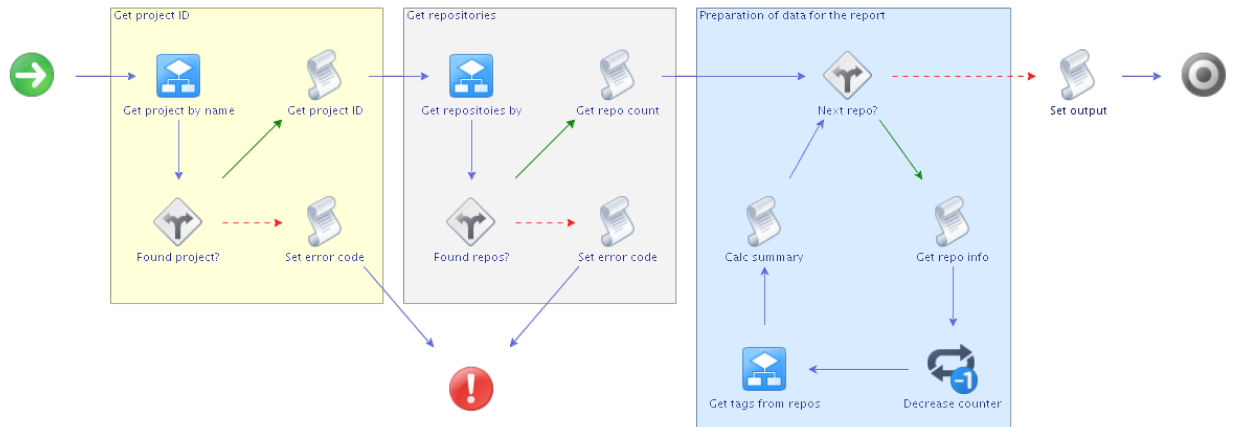 Get project ID
Get repositories
Preparation of data for the report
Get project by name
Get project ID
Get repositoies by
Get repo count
Next repo?
Set output
Found project?
Set error code
Found repos?
Set error code
Calc summary
Get repo info
!
-1
Get tags from repos
Decrease counter